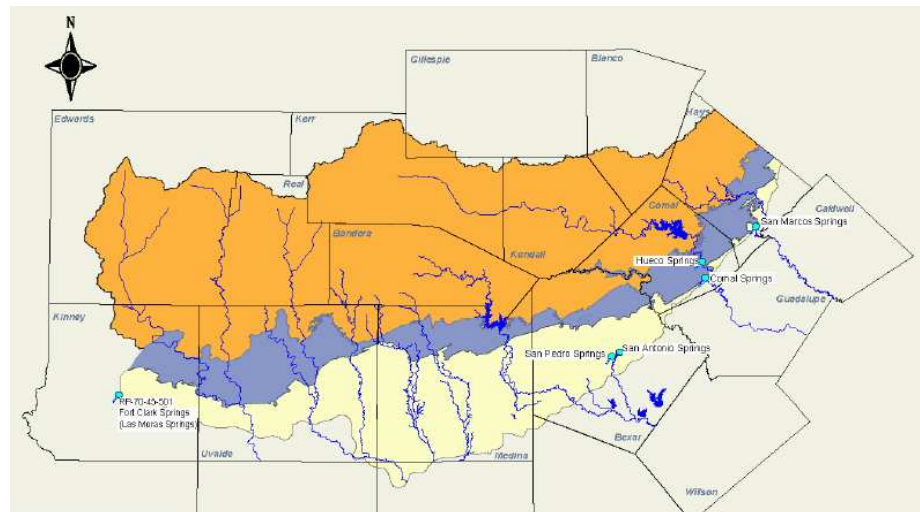 N
Gillespie
Blanco
Edwards
Kerr
Hays
Real
Comal
Caldwell
San Marcos Springs
Bandera
Kendall
Hueco Springs
Comal Springs
Guadalupe
Kinney
San Pedro Springs
San Antonio Springs
RP-70-45-501
Fort Clark Springs
(Las Moras Springs)
Bexar
Uvalde
Medina
Wilson